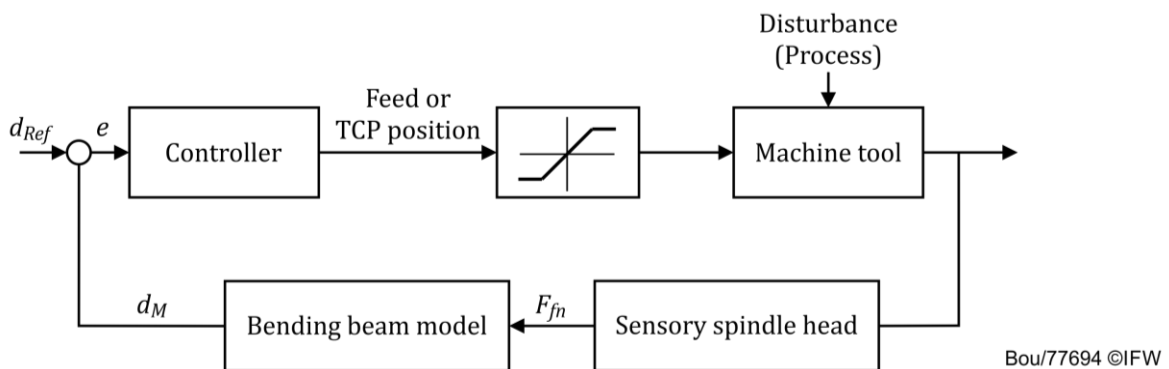 Disturbance
(Process)
d_Ref
e
Controller
Feed or
TCP position
Machine tool
d_M
Bending beam model
F_fn
Sensory spindle head
Bou/77694 ©IFW